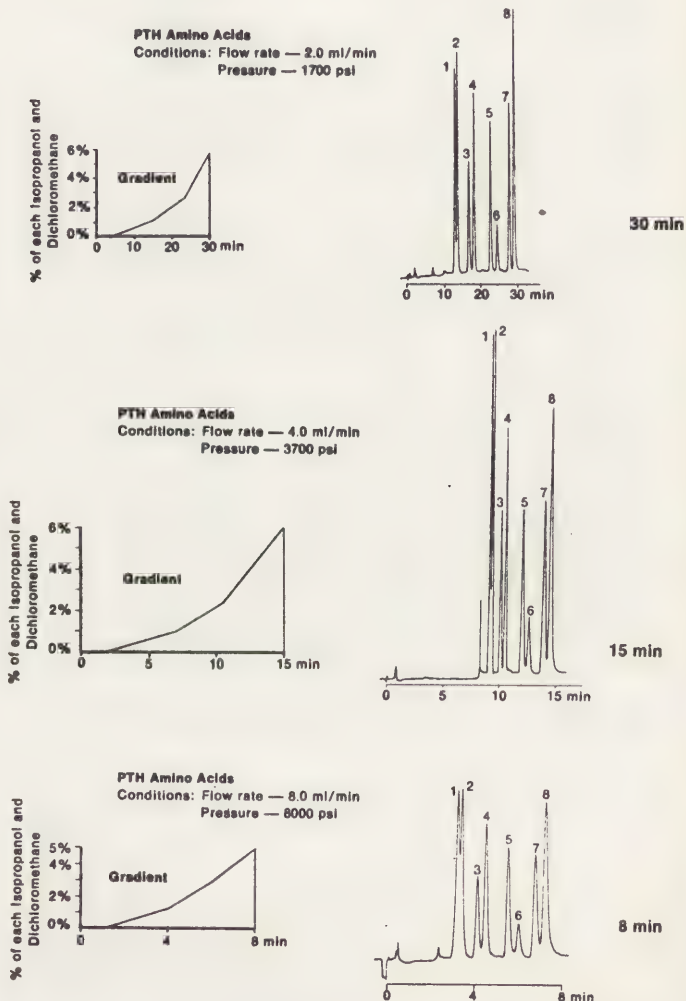 PTH Amino Acids
Conditions: Flow rate — 2.0 ml/min
Pressure — 1700 psi
% of each Isopropanol and
Dichloromethane
6%
4%
2%
0%
Gradient
0 10 20 30 min
1 2 3 4 5 6 7 8
0 10 20 30 min
30 min
PTH Amino Acids
Conditions: Flow rate — 4.0 ml/min
Pressure — 3700 psi
% of each Isopropanol and
Dichloromethane
6%
4%
2%
0%
Gradient
0 5 10 15 min
1 2 3 4 5 6 7 8
0 5 10 15 min
15 min
PTH Amino Acids
Conditions: Flow rate — 8.0 ml/min
Pressure — 8000 psi
% of each Isopropanol and
Dichloromethane
5%
4%
2%
0%
Gradient
0 4 8 min
1 2 3 4 5 6 7 8
0 4 8 min
8 min